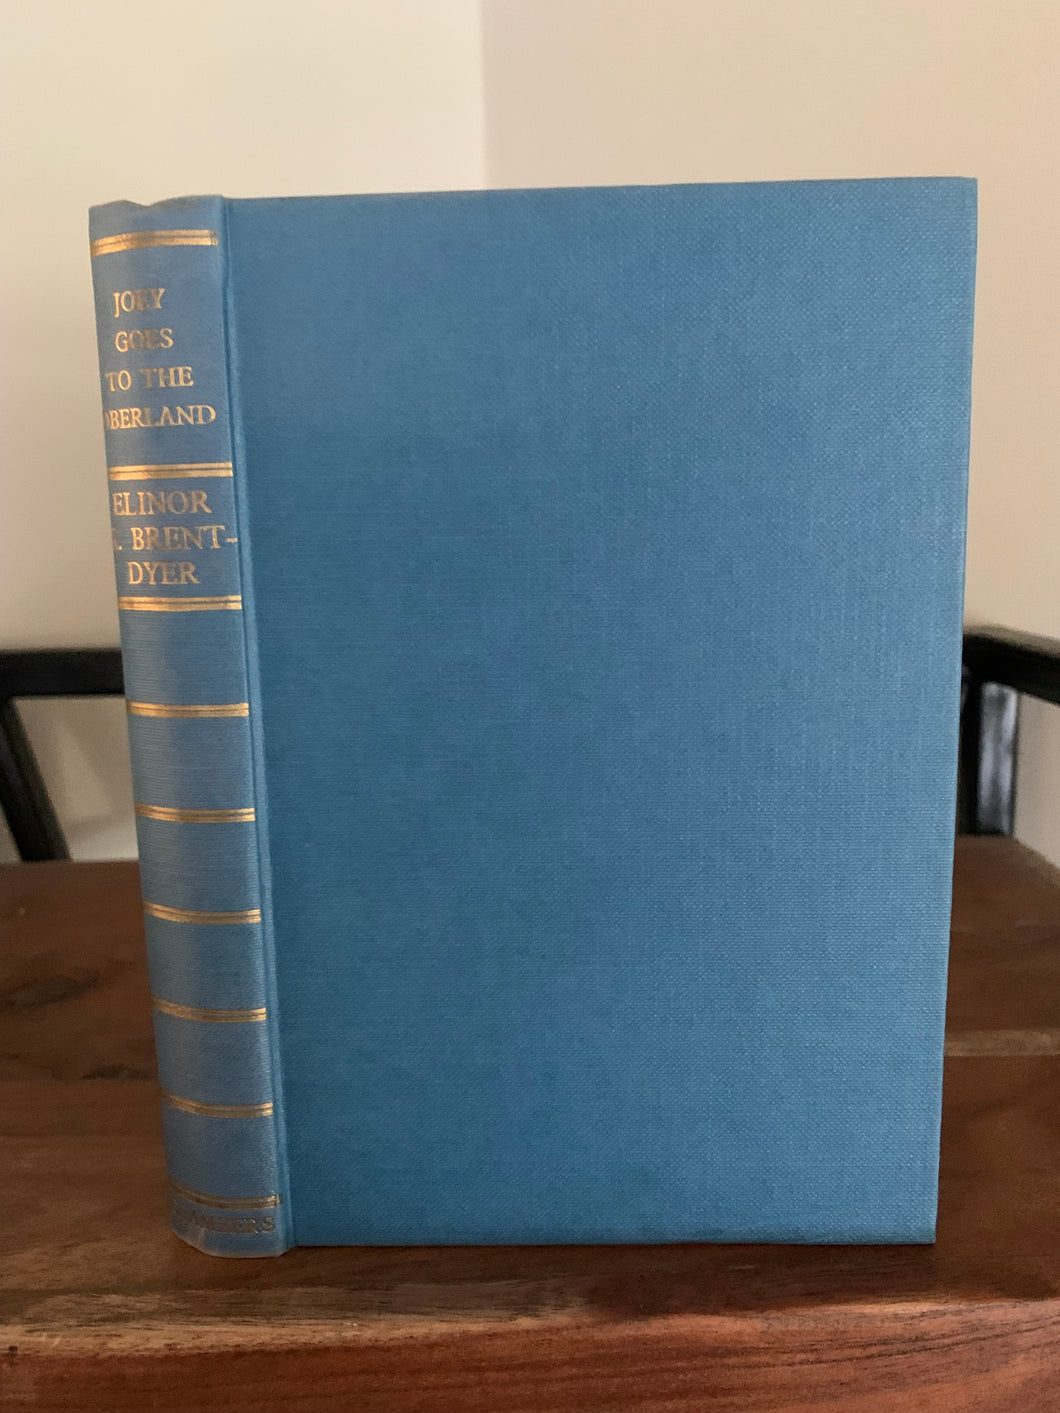 JOEY
GOES
TO THE
OBERLAND
ELINOR
M. BRENT-
DYER
CHAMBERS